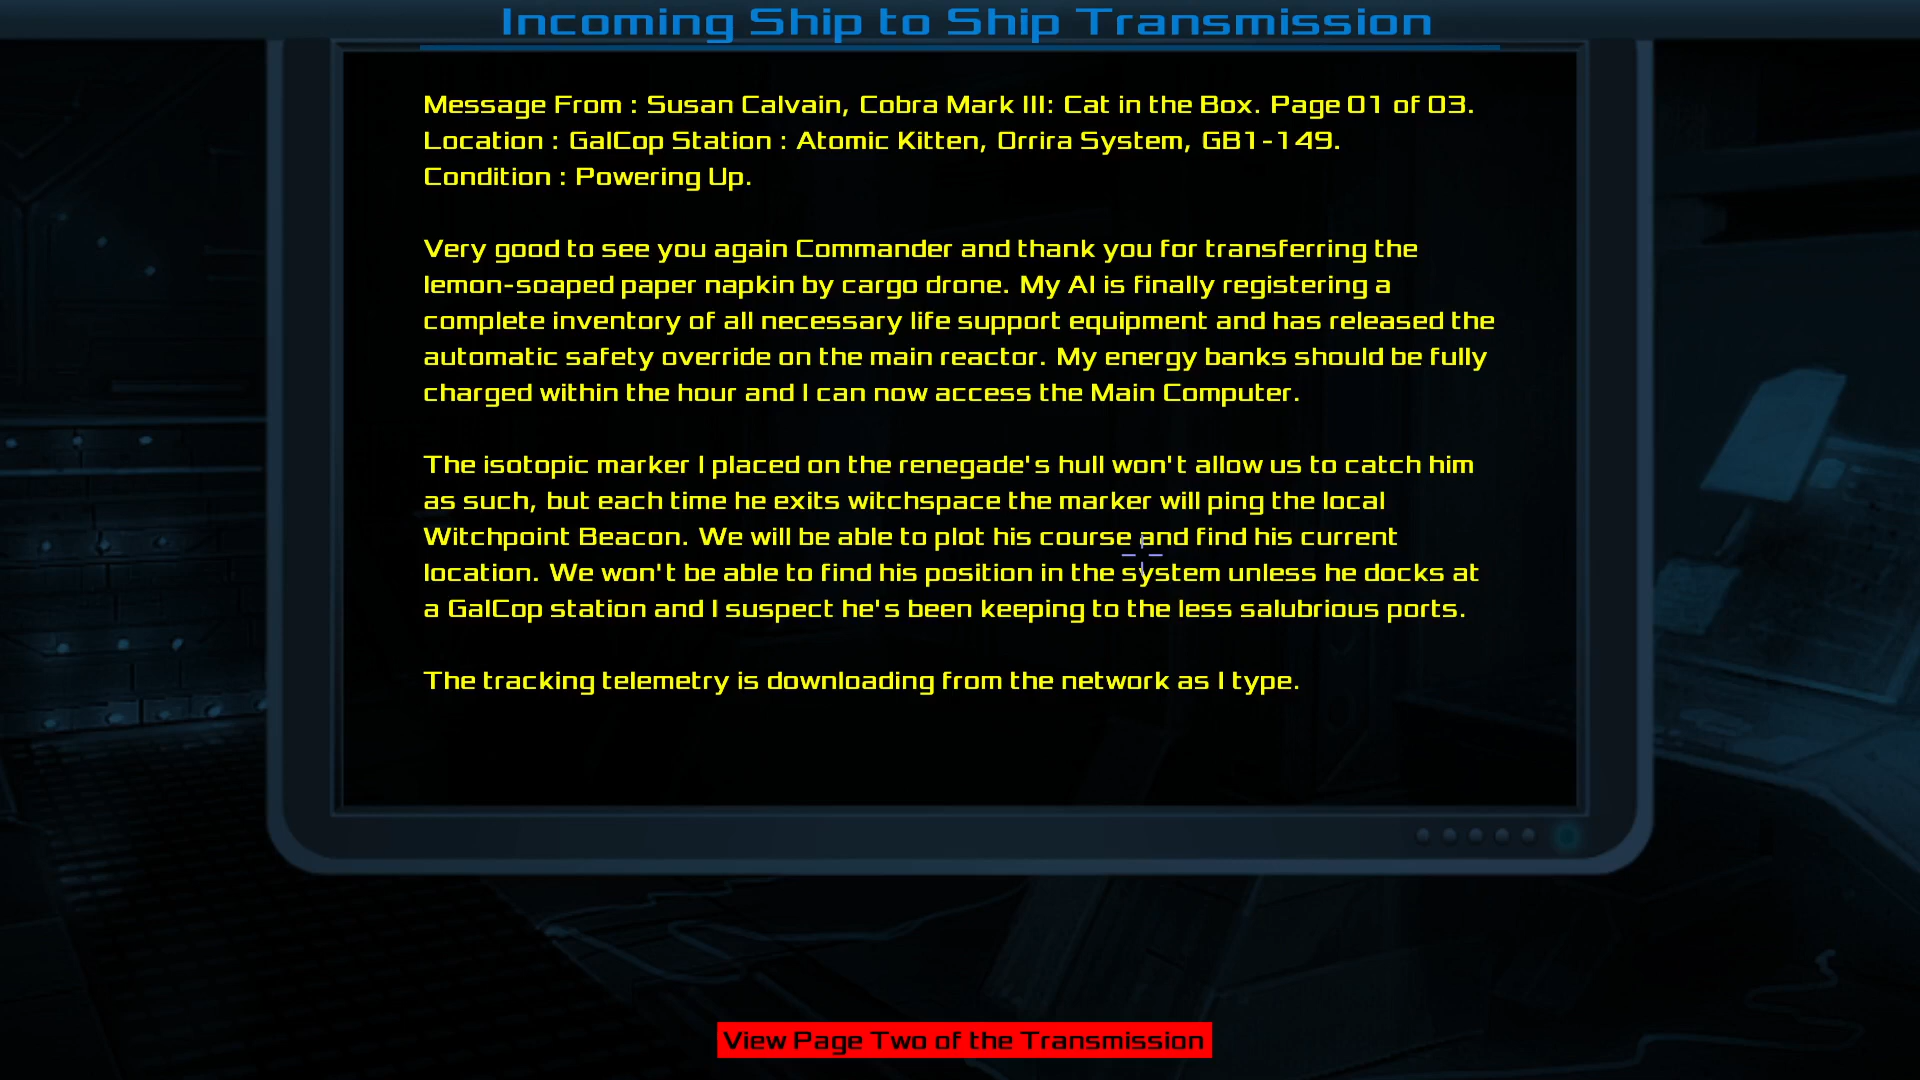 Incoming Ship to Ship Transmission
Message From : Susan Calvain, Cobra Mark III: Cat in the Box. Page 01 of 03.
Location : GalCop Station : Atomic Kitten, Orrira System, GB1-149.
Condition : Powering Up.
Very good to see you again Commander and thank you for transferring the
lemon-soaped paper napkin by cargo drone. My AI is finally registering a
complete inventory of all necessary life support equipment and has released the
automatic safety override on the main reactor. My energy banks should be fully
charged within the hour and I can now access the Main Computer.
The isotopic marker I placed on the renegade's hull won't allow us to catch him
as such, but each time he exits witchspace the marker will ping the local
Witchpoint Beacon. We will be able to plot his course and find his current
location. We won't be able to find his position in the system unless he docks at
a GalCop station and I suspect he's been keeping to the less salubrious ports.
The tracking telemetry is downloading from the network as I type.
View Page Two of the Transmission